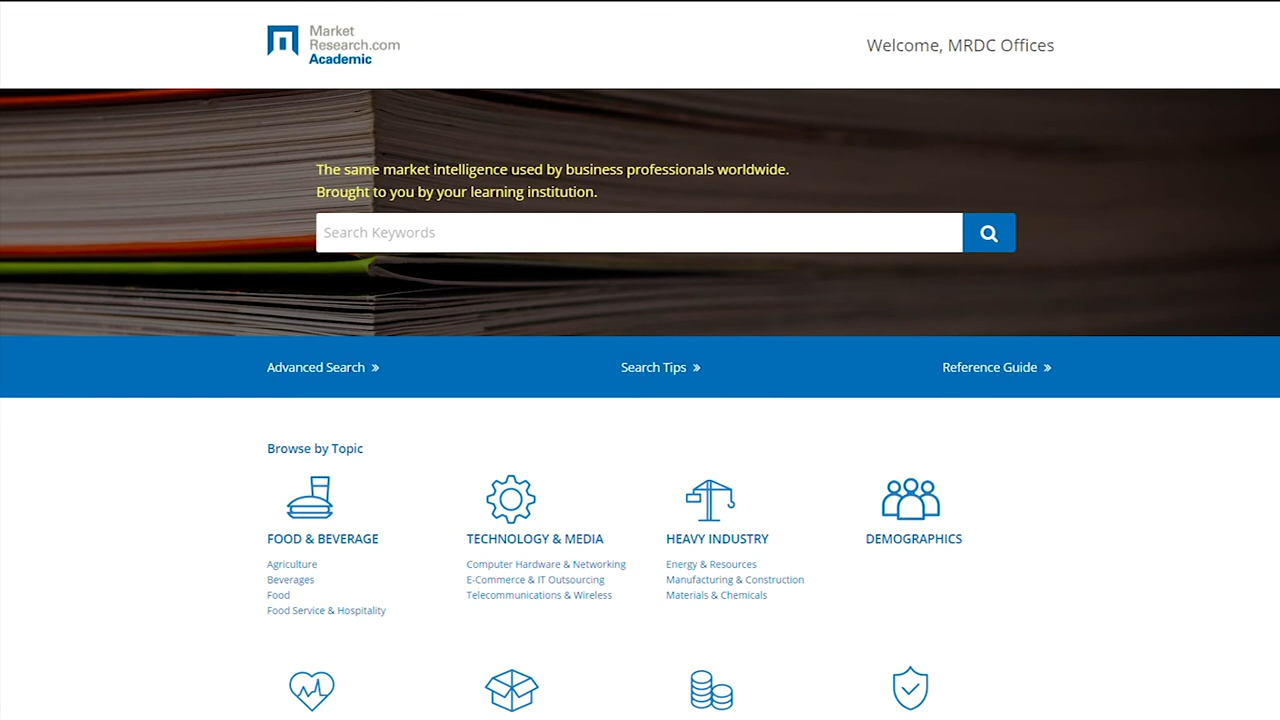 Market
Research.com
Academic
Welcome, MRDC Offices
The same market intelligence used by business professionals worldwide.
Brought to you by your learning institution.
Search Keywords
Advanced Search »
Search Tips »
Reference Guide »
Browse by Topic
FOOD & BEVERAGE
Agriculture
Beverages
Food
Food Service & Hospitality
TECHNOLOGY & MEDIA
Computer Hardware & Networking
E-Commerce & IT Outsourcing
Telecommunications & Wireless
HEAVY INDUSTRY
Energy & Resources
Manufacturing & Construction
Materials & Chemicals
DEMOGRAPHICS